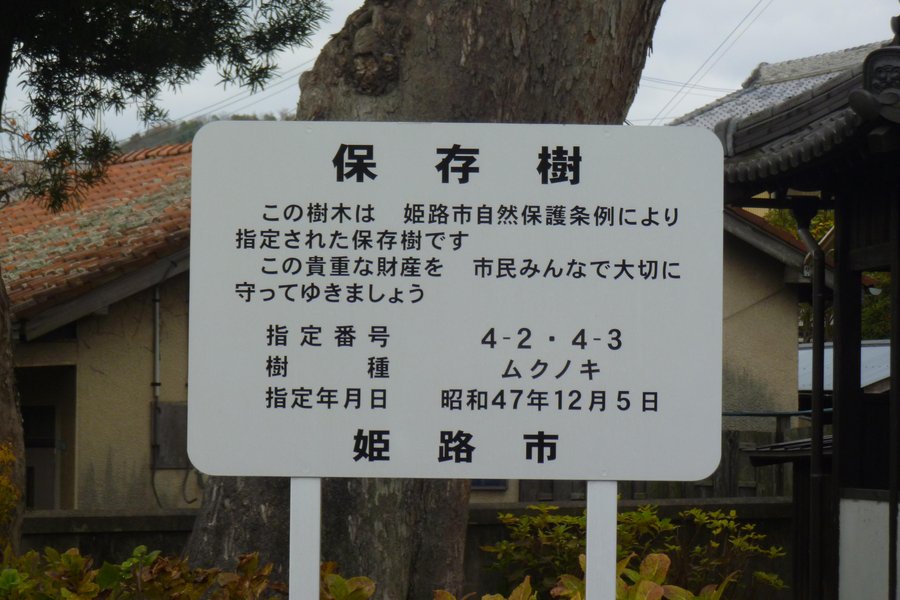 保存樹
この樹木は　姫路市自然保護条例により
指定された保存樹です
この貴重な財産を　市民みんなで大切に
守ってゆきましょう
指定番号　4-2・4-3
樹種　ムクノキ
指定年月日　昭和47年12月5日
姫路市